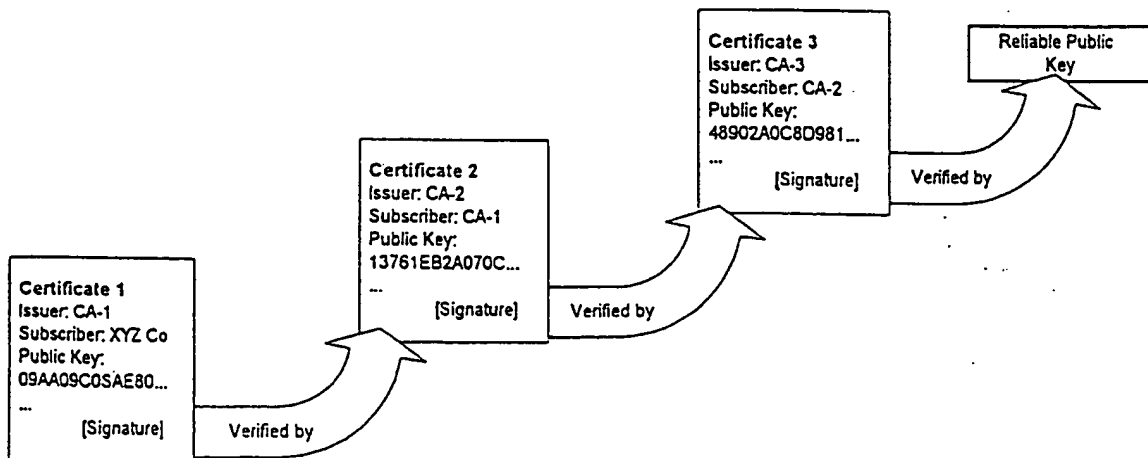 Certificate 3
Issuer: CA-3
Subscriber: CA-2
Public Key:
48902A0C8D981...
...
[Signature]
Verified by
Reliable Public
Key
Certificate 2
Issuer: CA-2
Subscriber: CA-1
Public Key:
13761EB2A070C...
...
[Signature]
Verified by
Certificate 1
Issuer: CA-1
Subscriber: XYZ Co
Public Key:
09AA09C0SAE80...
...
[Signature]
Verified by